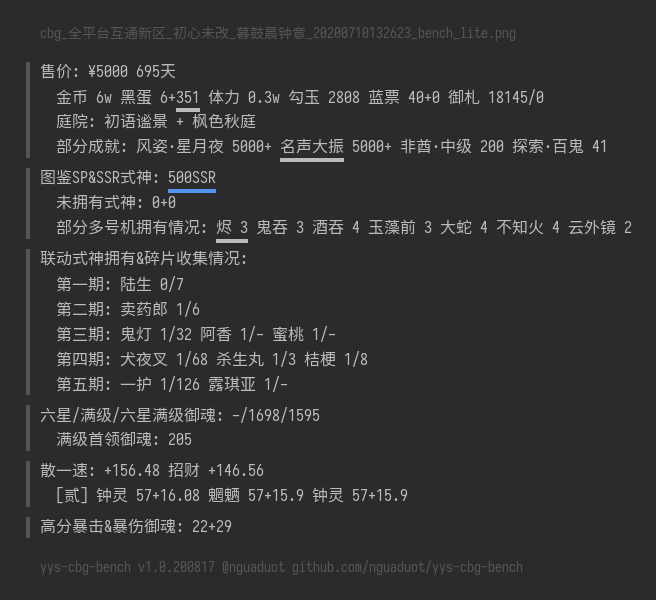 cbg_全平台互通新区_初心未改_暮鼓晨钟章_20200710132623_bench_lite.png
售价: ¥5000 695天
金币 6w 黑蛋 6+351 体力 0.3w 勾玉 2808 蓝票 40+0 御札 18145/0
庭院: 初语谧景 + 枫色秋庭
部分成就: 风姿·星月夜 5000+ 名声大振 5000+ 非酋·中级 200 探索·百鬼 41
图鉴SP&SSR式神: 500SSR
未拥有式神: 0+0
部分多号机拥有情况: 烬 3 鬼吞 3 酒吞 4 玉藻前 3 大蛇 4 不知火 4 云外镜 2
联动式神拥有&碎片收集情况:
第一期: 陆生 0/7
第二期: 卖药郎 1/6
第三期: 鬼灯 1/32 阿香 1/- 蜜桃 1/-
第四期: 犬夜叉 1/68 杀生丸 1/3 桔梗 1/8
第五期: 一护 1/126 露琪亚 1/-
六星/满级/六星满级御魂: -/1698/1595
满级首领御魂: 205
散一速: +156.48 招财 +146.56
[贰] 钟灵 57+16.08 魍魉 57+15.9 钟灵 57+15.9
高分暴击&暴伤御魂: 22+29
yys-cbg-bench v1.0.200817 @nguaduot github.com/nguaduot/yys-cbg-bench